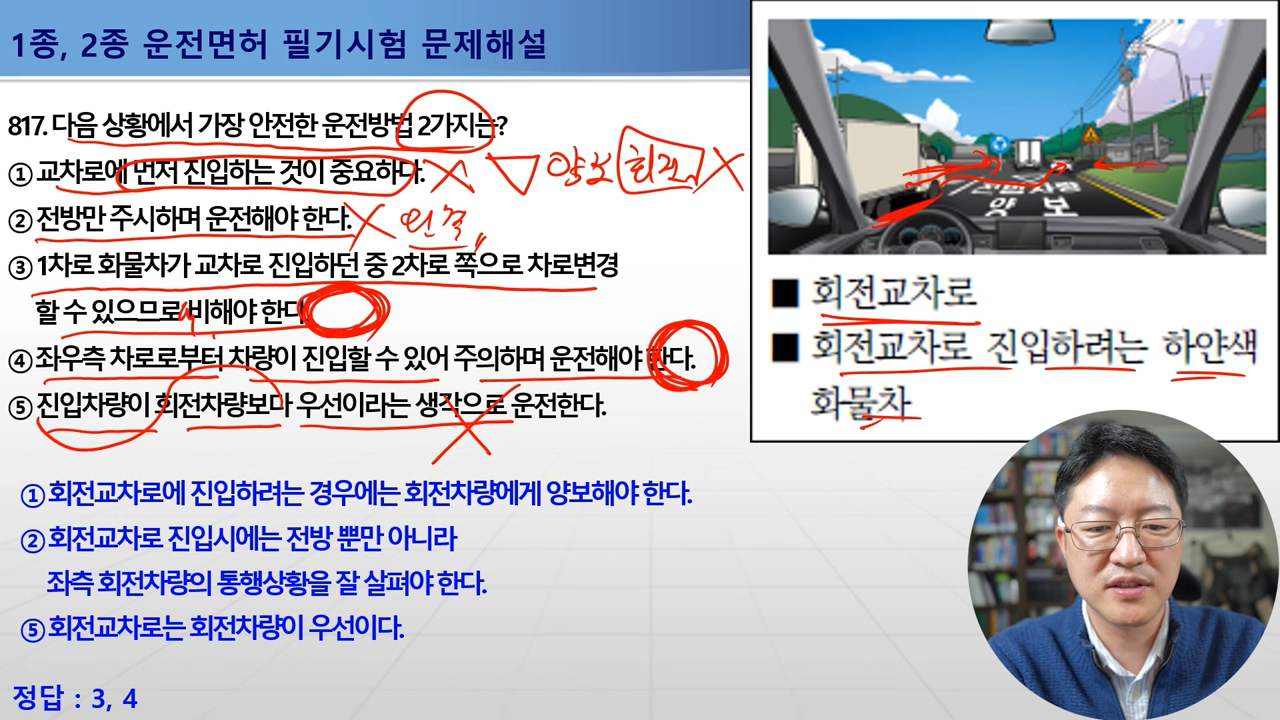 1종, 2종 운전면허 필기시험 문제해설
817. 다음 상황에서 가장 안전한 운전방법 2가지는?
① 교차로에 먼저 진입하는 것이 중요하다.
양보 회전
② 전방만 주시하며 운전해야 한다.
왼쪽
③ 1차로 화물차가 교차로 진입하던 중 2차로 쪽으로 차로변경
할 수 있으므로 대비해야 한다.
④ 좌우측 차로로부터 차량이 진입할 수 있어 주의하며 운전해야 한다.
⑤ 진입차량이 회전차량보다 우선이라는 생각으로 운전한다.
① 회전교차로에 진입하려는 경우에는 회전차량에게 양보해야 한다.
② 회전교차로 진입시에는 전방 뿐만 아니라
좌측 회전차량의 통행상황을 잘 살펴야 한다.
⑤ 회전교차로는 회전차량이 우선이다.
정답 : 3, 4
양 보
■ 회전교차로
■ 회전교차로 진입하려는 하얀색
화물차